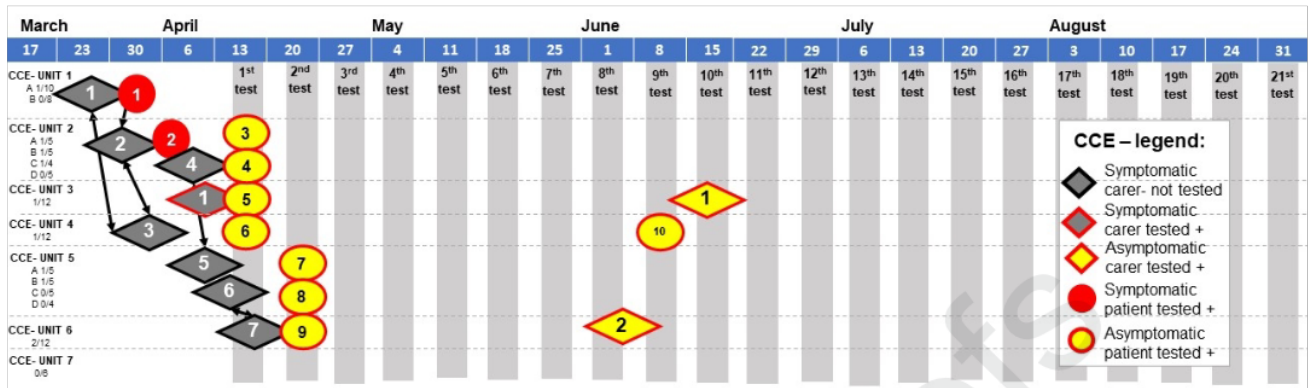 March April May June July August
17 23 30 6 13 20 27 4 11 18 25 1 8 15 22 29 6 13 20 27 3 10 17 24 31
1st test 2nd test 3rd test 4th test 5th test 6th test 7th test 8th test 9th test 10th test 11th test 12th test 13th test 14th test 15th test 16th test 17th test 18th test 19th test 20th test 21st test
CCE- UNIT 1
A 1/10
B 0/8
1 1
CCE- UNIT 2
A 1/5
B 1/5
C 1/4
D 0/5
2 2 3
4 4
CCE- UNIT 3
1/12
1 5 1
CCE- UNIT 4
1/12
3 6 10
CCE- UNIT 5
A 1/5
B 1/5
C 0/5
D 0/4
5 7
6 8
CCE- UNIT 6
2/12
7 9 2
CCE- UNIT 7
0/6
CCE – legend:
Symptomatic
carer- not tested
Symptomatic
carer tested +
Asymptomatic
carer tested +
Symptomatic
patient tested +
Asymptomatic
patient tested +